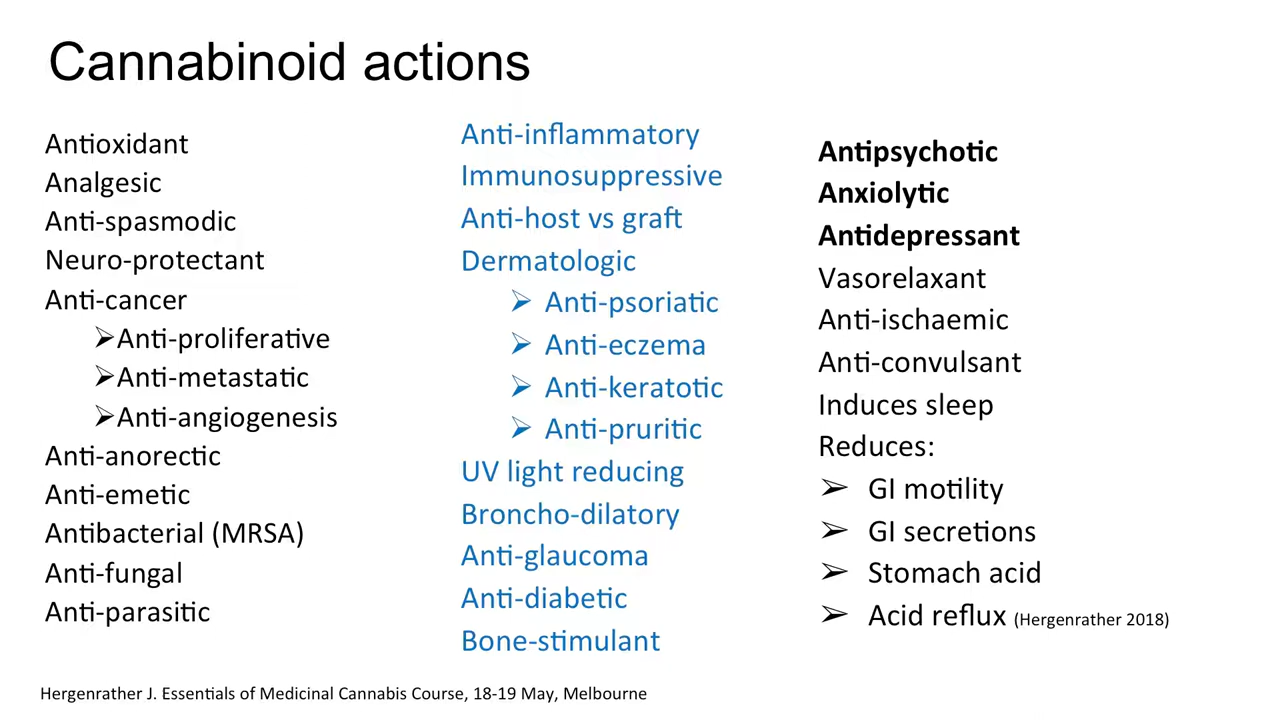 Cannabinoid actions
Antioxidant
Analgesic
Anti-spasmodic
Neuro-protectant
Anti-cancer
➢Anti-proliferative
➢Anti-metastatic
➢Anti-angiogenesis
Anti-anorectic
Anti-emetic
Antibacterial (MRSA)
Anti-fungal
Anti-parasitic
Anti-inflammatory
Immunosuppressive
Anti-host vs graft
Dermatologic
➢ Anti-psoriatic
➢ Anti-eczema
➢ Anti-keratotic
➢ Anti-pruritic
UV light reducing
Broncho-dilatory
Anti-glaucoma
Anti-diabetic
Bone-stimulant
Antipsychotic
Anxiolytic
Antidepressant
Vasorelaxant
Anti-ischaemic
Anti-convulsant
Induces sleep
Reduces:
➢ GI motility
➢ GI secretions
➢ Stomach acid
➢ Acid reflux (Hergenrather 2018)
Hergenrather J. Essentials of Medicinal Cannabis Course, 18-19 May, Melbourne